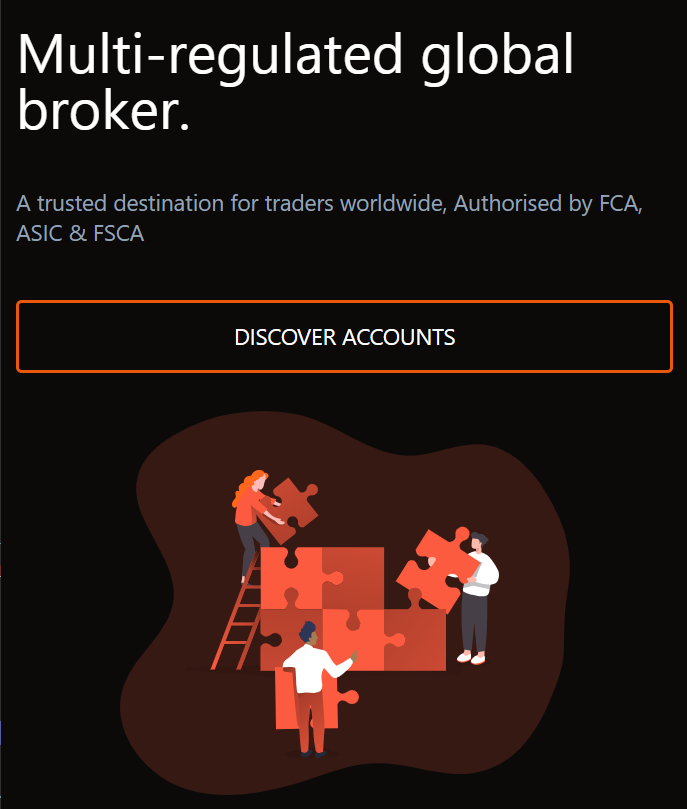 Multi-regulated global
broker.
A trusted destination for traders worldwide, Authorised by FCA,
ASIC & FSCA
DISCOVER ACCOUNTS